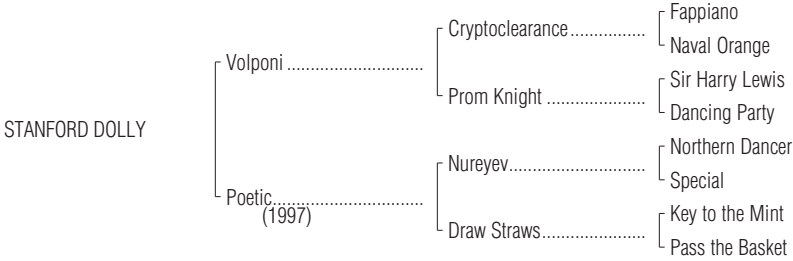 Fappiano
Cryptoclearance................
Naval Orange
Volponi ............................
Sir Harry Lewis
Prom Knight .....................
Dancing Party
STANFORD DOLLY
Northern Dancer
Nureyev.............................
Special
Poetic...............................
(1997)
Key to the Mint
Draw Straws......................
Pass the Basket